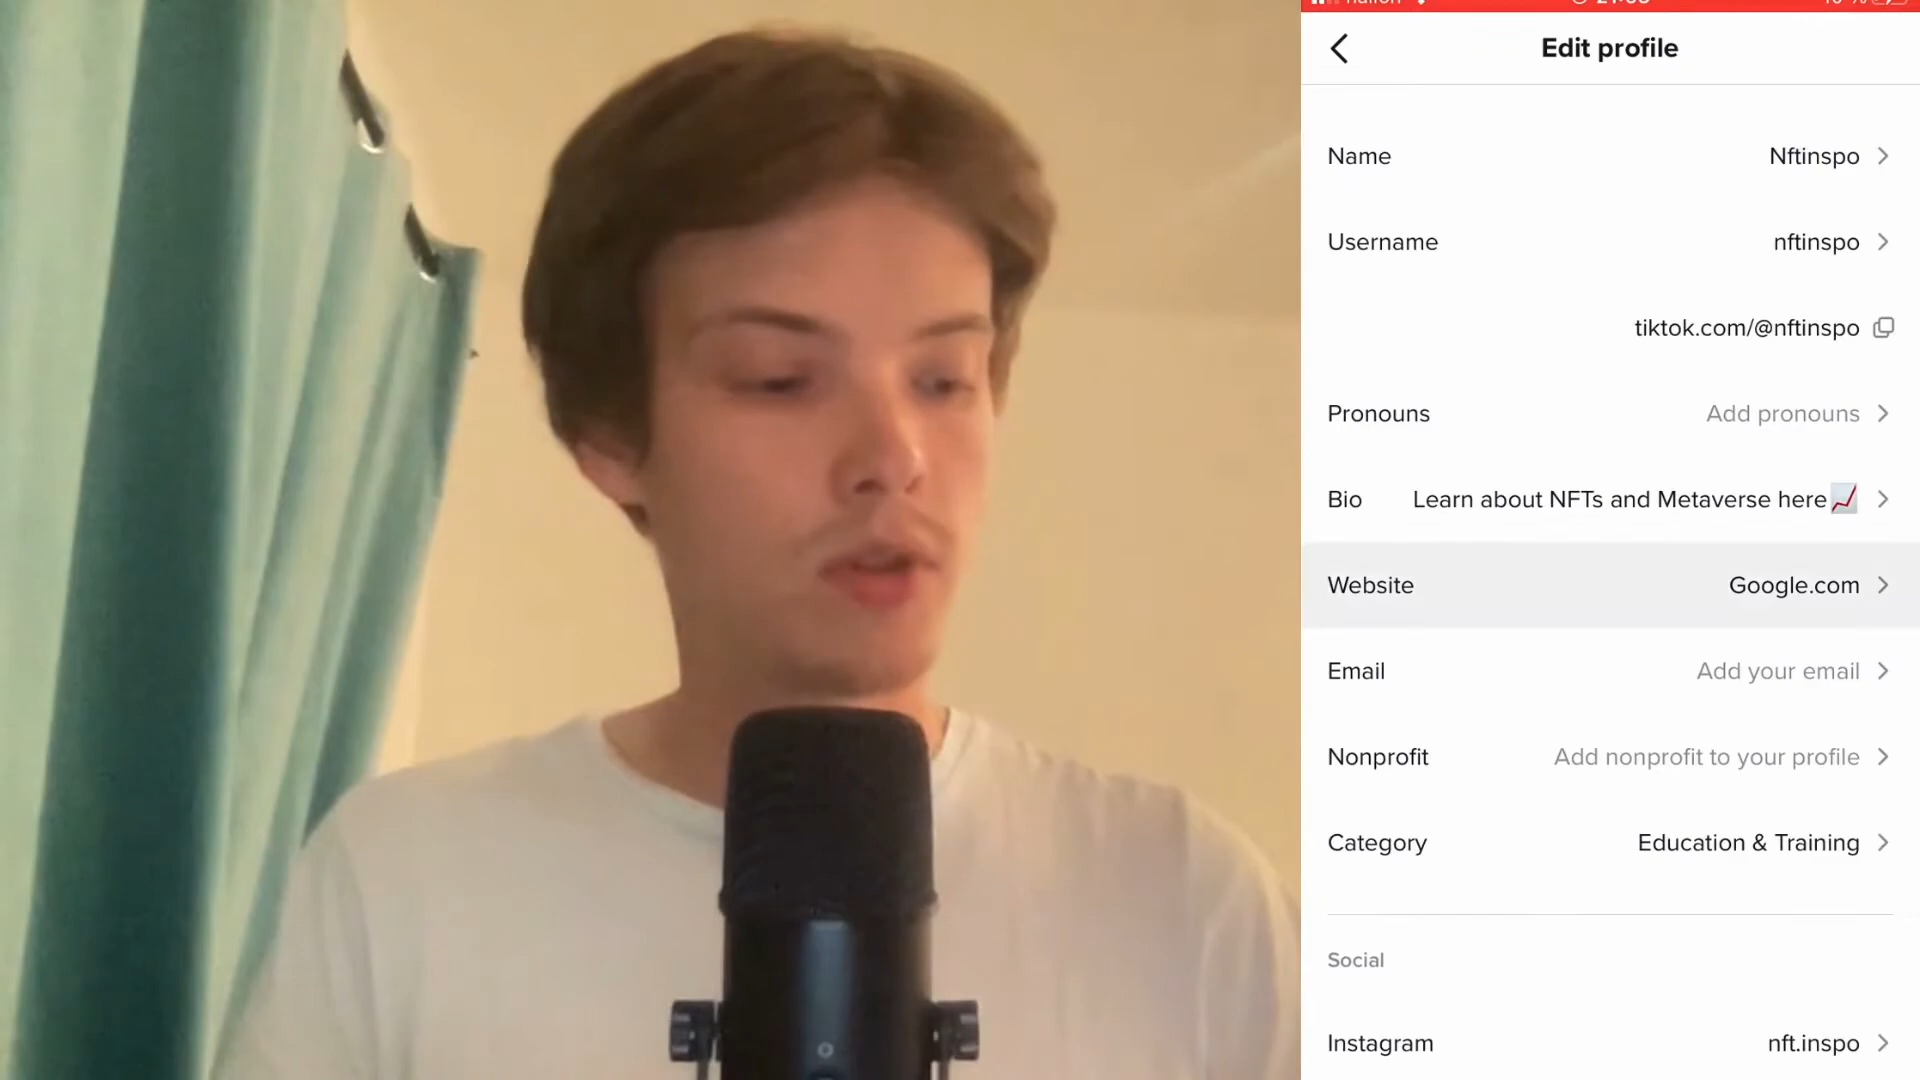 Edit profile
Name Nftinspo
Username nftinspo
tiktok.com/@nftinspo
Pronouns Add pronouns
Bio Learn about NFTs and Metaverse here📈
Website Google.com
Email Add your email
Nonprofit Add nonprofit to your profile
Category Education & Training
Social
Instagram nft.inspo